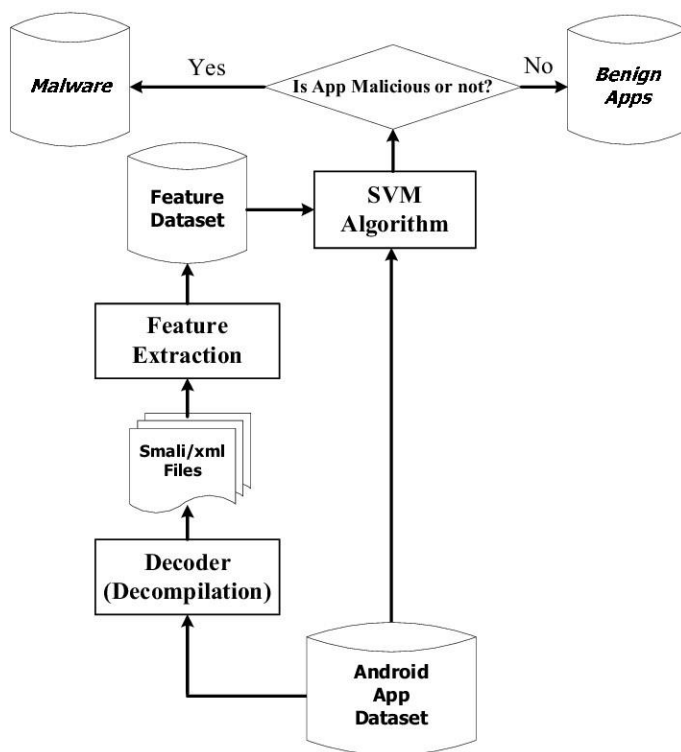 Malware
Yes
Is App Malicious or not?
No
Benign
Apps
Feature
Dataset
SVM
Algorithm
Feature
Extraction
Smali/xml
Files
Decoder
(Decompilation)
Android
App
Dataset